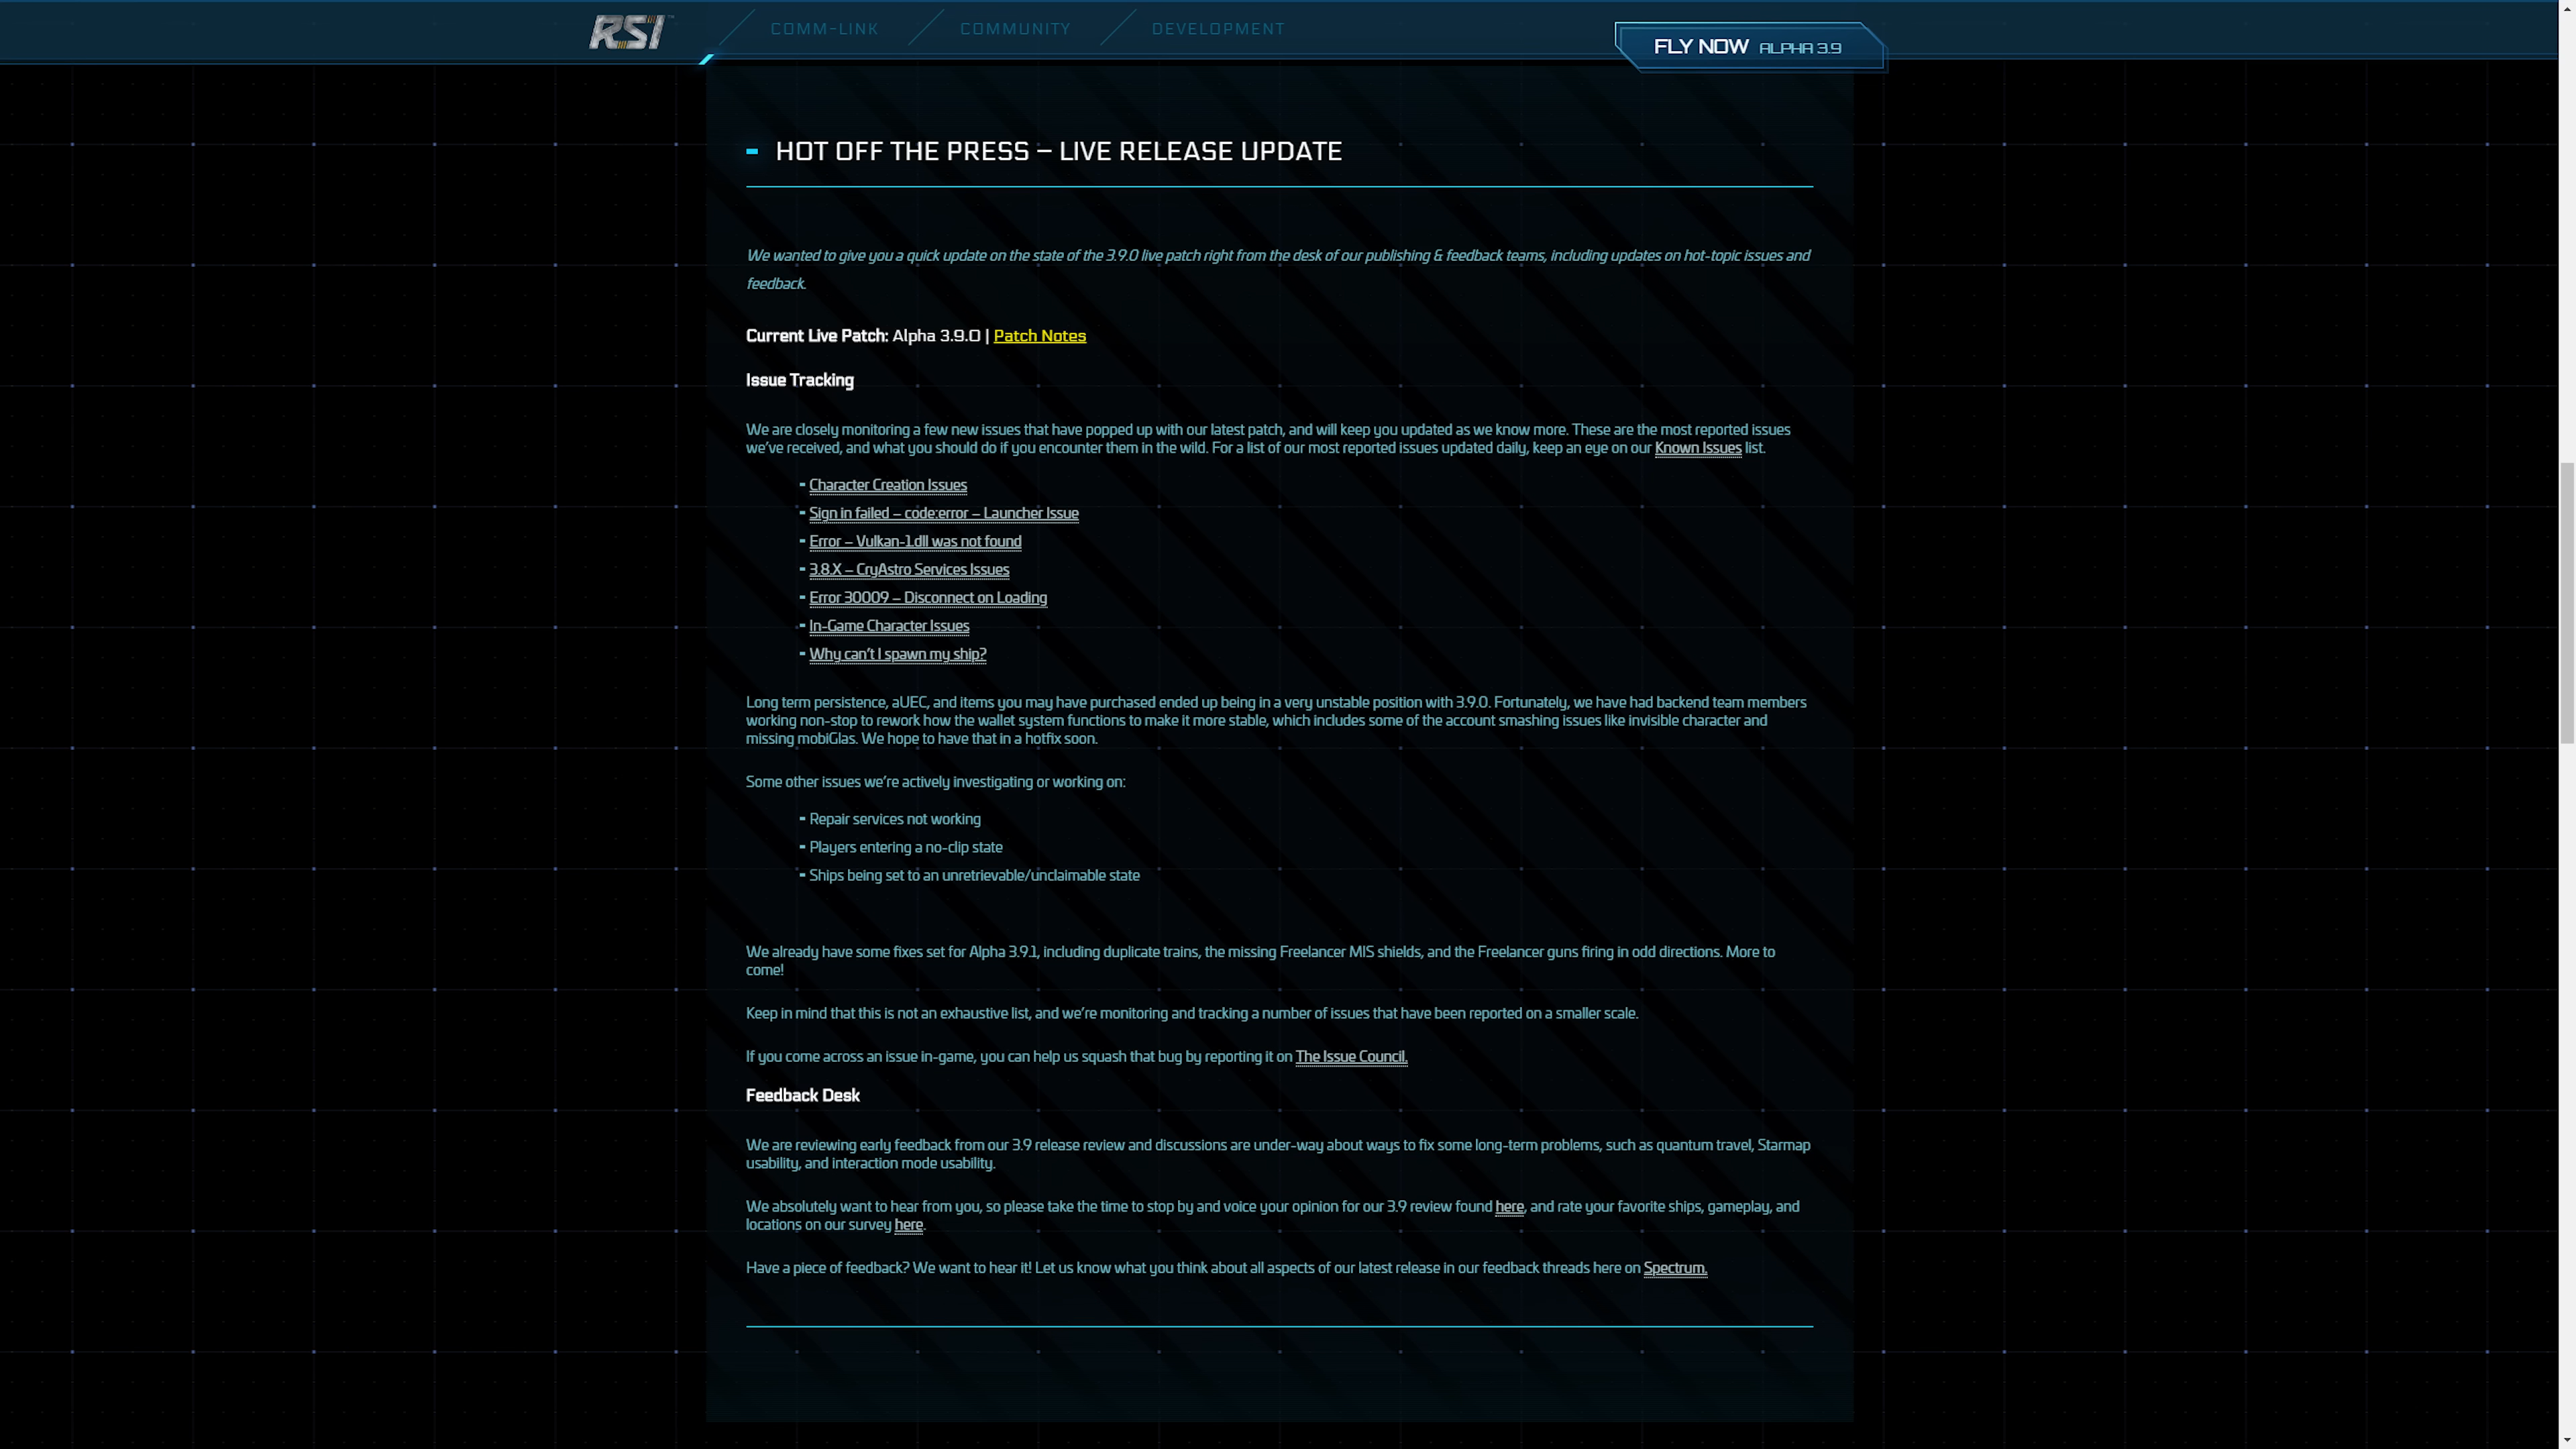 RSI™
COMM-LINK
COMMUNITY
DEVELOPMENT
FLY NOW ALPHA 3.9
HOT OFF THE PRESS – LIVE RELEASE UPDATE
We wanted to give you a quick update on the state of the 3.9.0 live patch right from the desk of our publishing & feedback teams, including updates on hot-topic issues and
feedback.
Current Live Patch: Alpha 3.9.0 | Patch Notes
Issue Tracking
We are closely monitoring a few new issues that have popped up with our latest patch, and will keep you updated as we know more. These are the most reported issues
we've received, and what you should do if you encounter them in the wild. For a list of our most reported issues updated daily, keep an eye on our Known Issues list.
- Character Creation Issues
- Sign in failed – code:error – Launcher Issue
- Error – Vulkan-1.dll was not found
- 3.8.X – CryAstro Services Issues
- Error 30009 – Disconnect on Loading
- In-Game Character Issues
- Why can't I spawn my ship?
Long term persistence, aUEC, and items you may have purchased ended up being in a very unstable position with 3.9.0. Fortunately, we have had backend team members
working non-stop to rework how the wallet system functions to make it more stable, which includes some of the account smashing issues like invisible character and
missing mobiGlas. We hope to have that in a hotfix soon.
Some other issues we're actively investigating or working on:
- Repair services not working
- Players entering a no-clip state
- Ships being set to an unretrievable/unclaimable state
We already have some fixes set for Alpha 3.9.1, including duplicate trains, the missing Freelancer MIS shields, and the Freelancer guns firing in odd directions. More to
come!
Keep in mind that this is not an exhaustive list, and we're monitoring and tracking a number of issues that have been reported on a smaller scale.
If you come across an issue in-game, you can help us squash that bug by reporting it on The Issue Council.
Feedback Desk
We are reviewing early feedback from our 3.9 release review and discussions are under-way about ways to fix some long-term problems, such as quantum travel, Starmap
usability, and interaction mode usability.
We absolutely want to hear from you, so please take the time to stop by and voice your opinion for our 3.9 review found here, and rate your favorite ships, gameplay, and
locations on our survey here.
Have a piece of feedback? We want to hear it! Let us know what you think about all aspects of our latest release in our feedback threads here on Spectrum.